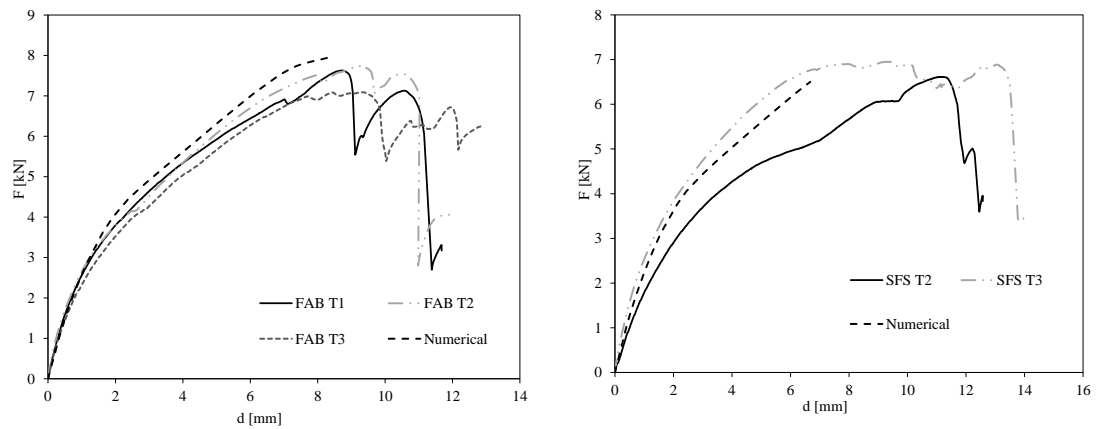 9
8
7
6
5
4
3
2
1
0
F [kN]
FAB T1
FAB T2
FAB T3
Numerical
0 2 4 6 8 10 12 14
d [mm]
8
7
6
5
4
3
2
1
0
F [kN]
SFS T2
SFS T3
Numerical
0 2 4 6 8 10 12 14 16
d [mm]